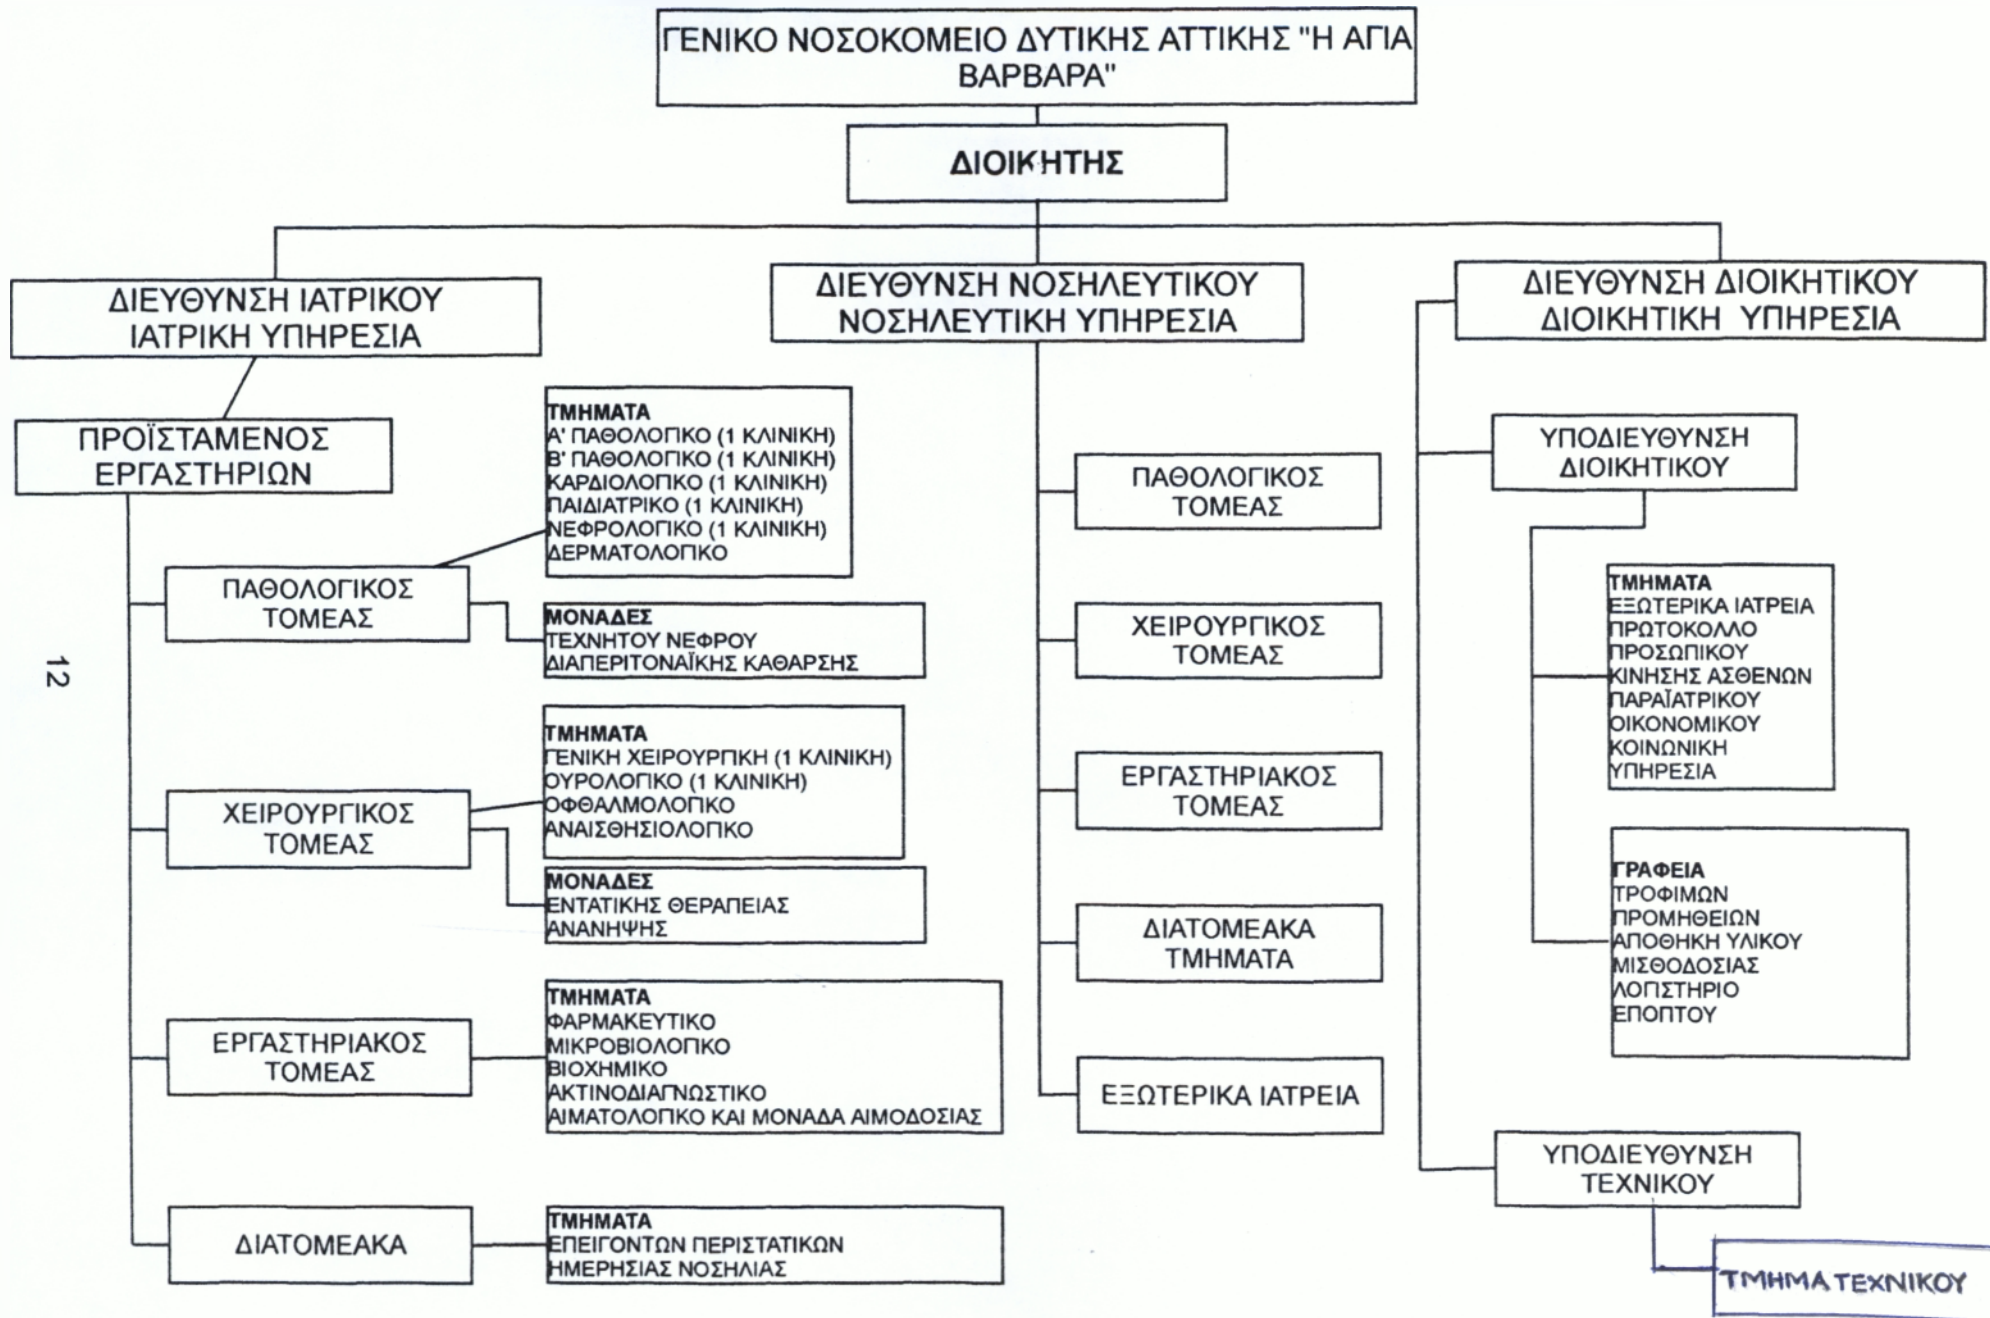 ΓΕΝΙΚΟ ΝΟΣΟΚΟΜΕΙΟ ΔΥΤΙΚΗΣ ΑΤΤΙΚΗΣ "Η ΑΓΙΑ
ΒΑΡΒΑΡΑ"
ΔΙΟΙΚΗΤΗΣ
ΔΙΕΥΘΥΝΣΗ ΙΑΤΡΙΚΟΥ
ΙΑΤΡΙΚΗ ΥΠΗΡΕΣΙΑ
ΠΡΟΪΣΤΑΜΕΝΟΣ
ΕΡΓΑΣΤΗΡΙΩΝ
ΠΑΘΟΛΟΓΙΚΟΣ
ΤΟΜΕΑΣ
ΤΜΗΜΑΤΑ
Α' ΠΑΘΟΛΟΓΙΚΟ (1 ΚΛΙΝΙΚΗ)
Β' ΠΑΘΟΛΟΓΙΚΟ (1 ΚΛΙΝΙΚΗ)
ΚΑΡΔΙΟΛΟΓΙΚΟ (1 ΚΛΙΝΙΚΗ)
ΠΑΙΔΙΑΤΡΙΚΟ (1 ΚΛΙΝΙΚΗ)
ΝΕΦΡΟΛΟΓΙΚΟ (1 ΚΛΙΝΙΚΗ)
ΔΕΡΜΑΤΟΛΟΓΙΚΟ
ΜΟΝΑΔΕΣ
ΤΕΧΝΗΤΟΥ ΝΕΦΡΟΥ
ΔΙΑΠΕΡΙΤΟΝΑΪΚΗΣ ΚΑΘΑΡΣΗΣ
ΧΕΙΡΟΥΡΓΙΚΟΣ
ΤΟΜΕΑΣ
ΤΜΗΜΑΤΑ
ΓΕΝΙΚΗ ΧΕΙΡΟΥΡΓΙΚΗ (1 ΚΛΙΝΙΚΗ)
ΟΥΡΟΛΟΓΙΚΟ (1 ΚΛΙΝΙΚΗ)
ΟΦΘΑΛΜΟΛΟΓΙΚΟ
ΑΝΑΙΣΘΗΣΙΟΛΟΓΙΚΟ
ΜΟΝΑΔΕΣ
ΕΝΤΑΤΙΚΗΣ ΘΕΡΑΠΕΙΑΣ
ΑΝΑΝΗΨΗΣ
ΕΡΓΑΣΤΗΡΙΑΚΟΣ
ΤΟΜΕΑΣ
ΤΜΗΜΑΤΑ
ΦΑΡΜΑΚΕΥΤΙΚΟ
ΜΙΚΡΟΒΙΟΛΟΓΙΚΟ
ΒΙΟΧΗΜΙΚΟ
ΑΚΤΙΝΟΔΙΑΓΝΩΣΤΙΚΟ
ΑΙΜΑΤΟΛΟΓΙΚΟ ΚΑΙ ΜΟΝΑΔΑ ΑΙΜΟΔΟΣΙΑΣ
ΔΙΑΤΟΜΕΑΚΑ
ΤΜΗΜΑΤΑ
ΕΠΕΙΓΟΝΤΩΝ ΠΕΡΙΣΤΑΤΙΚΩΝ
ΗΜΕΡΗΣΙΑΣ ΝΟΣΗΛΙΑΣ
ΔΙΕΥΘΥΝΣΗ ΝΟΣΗΛΕΥΤΙΚΟΥ
ΝΟΣΗΛΕΥΤΙΚΗ ΥΠΗΡΕΣΙΑ
ΠΑΘΟΛΟΓΙΚΟΣ
ΤΟΜΕΑΣ
ΧΕΙΡΟΥΡΓΙΚΟΣ
ΤΟΜΕΑΣ
ΕΡΓΑΣΤΗΡΙΑΚΟΣ
ΤΟΜΕΑΣ
ΔΙΑΤΟΜΕΑΚΑ
ΤΜΗΜΑΤΑ
ΕΞΩΤΕΡΙΚΑ ΙΑΤΡΕΙΑ
ΔΙΕΥΘΥΝΣΗ ΔΙΟΙΚΗΤΙΚΟΥ
ΔΙΟΙΚΗΤΙΚΗ ΥΠΗΡΕΣΙΑ
ΥΠΟΔΙΕΥΘΥΝΣΗ
ΔΙΟΙΚΗΤΙΚΟΥ
ΤΜΗΜΑΤΑ
ΕΞΩΤΕΡΙΚΑ ΙΑΤΡΕΙΑ
ΠΡΩΤΟΚΟΛΛΟ
ΠΡΟΣΩΠΙΚΟΥ
ΚΙΝΗΣΗΣ ΑΣΘΕΝΩΝ
ΠΑΡΑΪΑΤΡΙΚΟΥ
ΟΙΚΟΝΟΜΙΚΟΥ
ΚΟΙΝΩΝΙΚΗ
ΥΠΗΡΕΣΙΑ
ΓΡΑΦΕΙΑ
ΤΡΟΦΙΜΩΝ
ΠΡΟΜΗΘΕΙΩΝ
ΑΠΟΘΗΚΗ ΥΛΙΚΟΥ
ΜΙΣΘΟΔΟΣΙΑΣ
ΛΟΓΙΣΤΗΡΙΟ
ΕΠΟΠΤΟΥ
ΥΠΟΔΙΕΥΘΥΝΣΗ
ΤΕΧΝΙΚΟΥ
ΤΜΗΜΑ ΤΕΧΝΙΚΟΥ
12